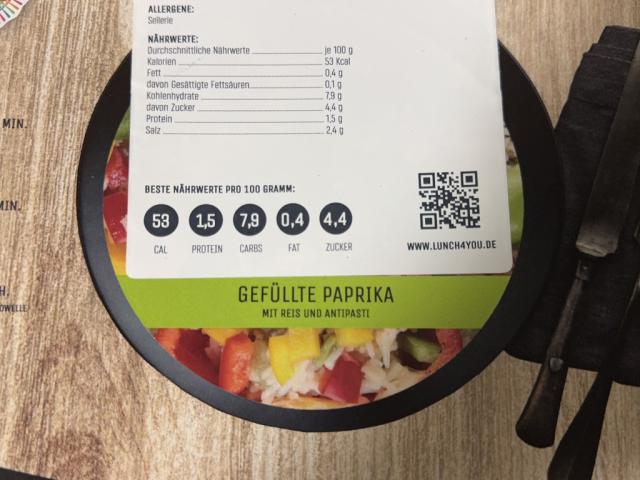 ALLERGENE:
Sellerie
NÄHRWERTE:
Durchschnittliche Nährwerte je 100 g
Kalorien 53 Kcal
Fett 0,4 g
davon Gesättigte Fettsäuren 0,1 g
Kohlenhydrate 7,9 g
davon Zucker 4,4 g
Protein 1,5 g
Salz 2,4 g
MIN.
MIN.
H.
OWELLE
BESTE NÄHRWERTE PRO 100 GRAMM:
53 1,5 7,9 0,4 4,4
CAL PROTEIN CARBS FAT ZUCKER
WWW.LUNCH4YOU.DE
GEFÜLLTE PAPRIKA
MIT REIS UND ANTIPASTI